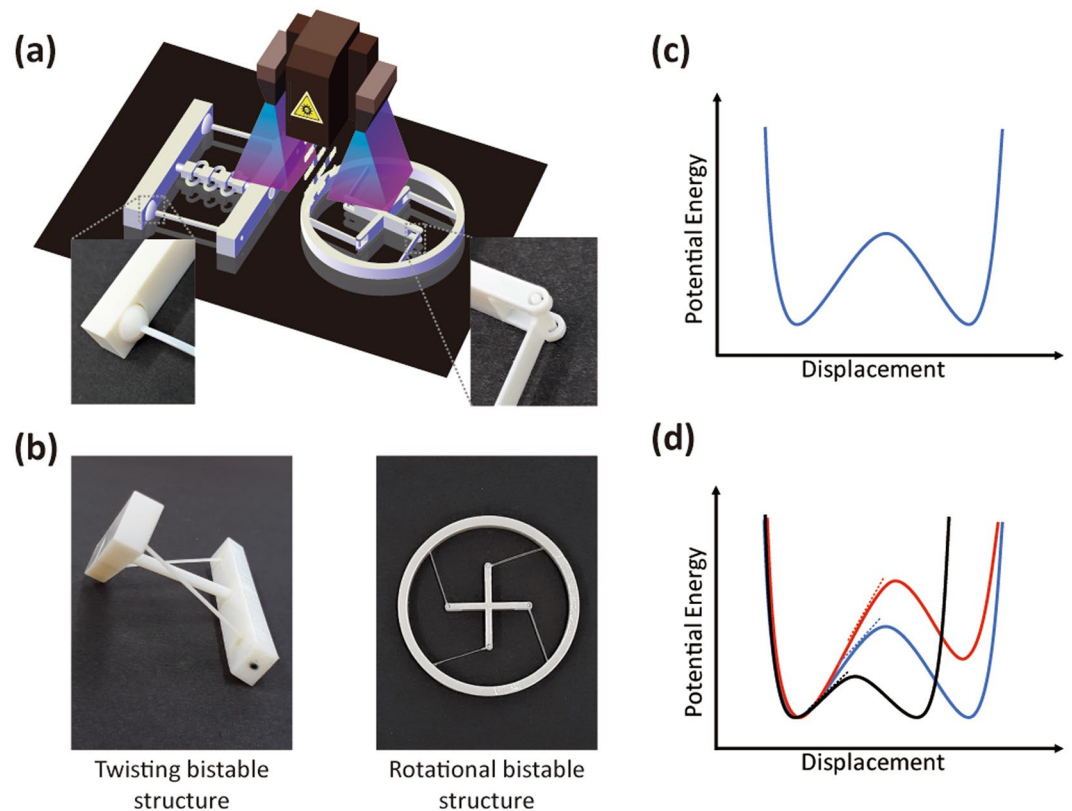 (a)
(c)
Potential Energy
Displacement
(b)
Twisting bistable
structure
Rotational bistable
structure
(d)
Potential Energy
Displacement